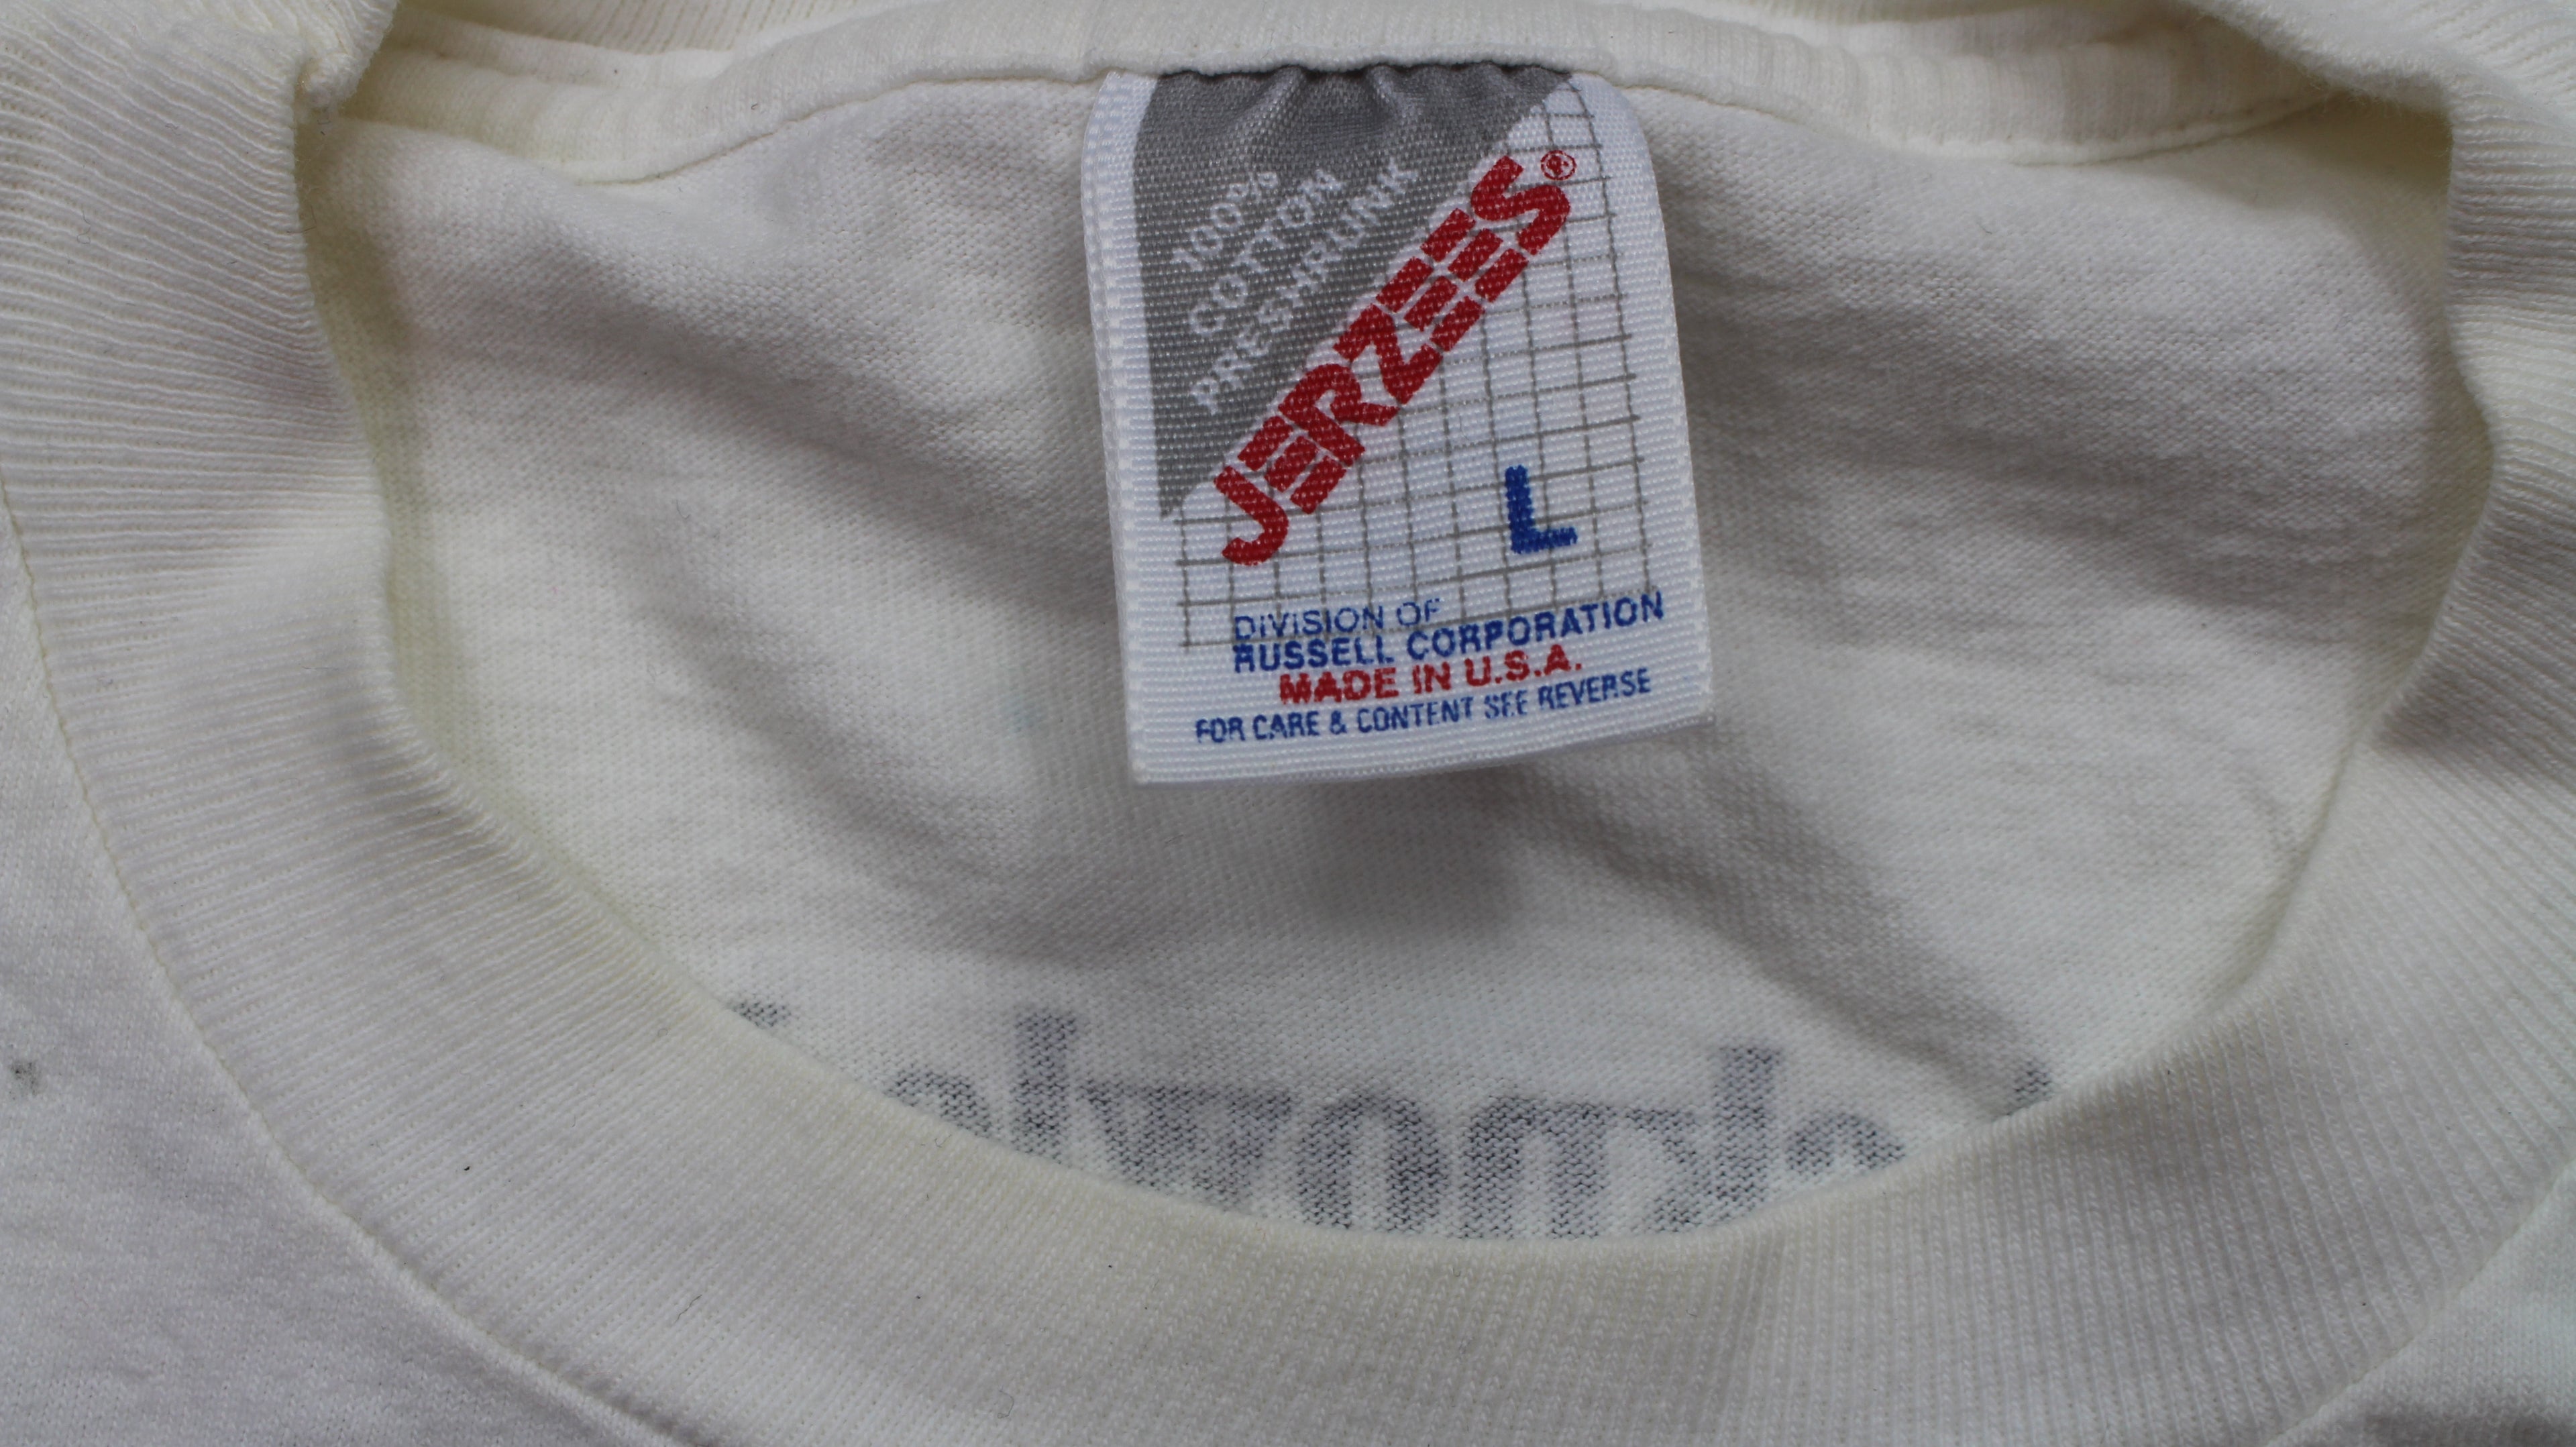 100%
COTTON
PRESHRUNK
JERZEES®
L
DIVISION OF
RUSSELL CORPORATION
MADE IN U.S.A.
FOR CARE & CONTENT SEE REVERSE